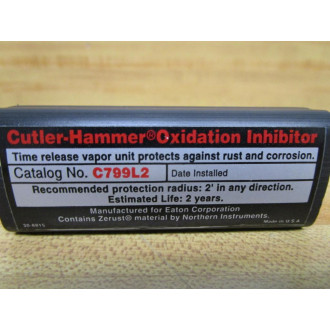 Cutler-Hammer®Oxidation Inhibitor
Time release vapor unit protects against rust and corrosion.
Catalog No. C799L2 Date Installed
Recommended protection radius: 2' in any direction.
Estimated Life: 2 years.
Manufactured for Eaton Corporation
Contains Zerust® material by Northern Instruments.
Made in U.S.A.